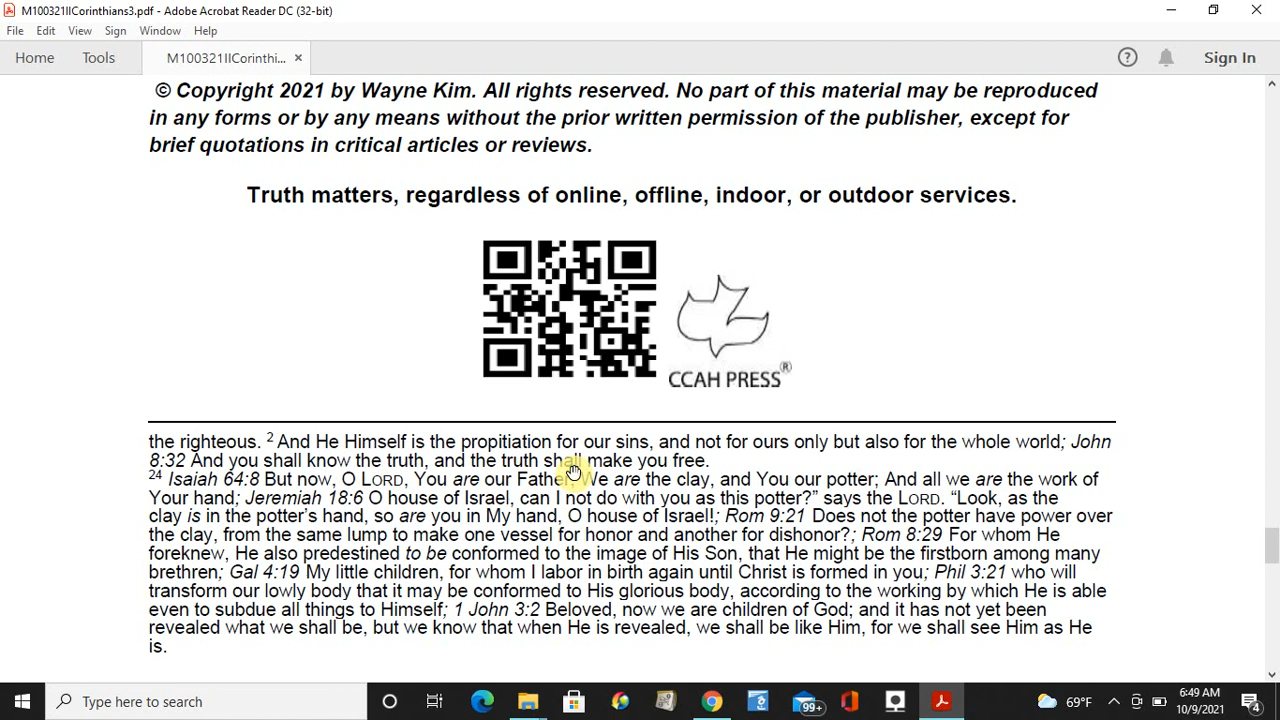 M100321IICorinthians3.pdf - Adobe Acrobat Reader DC (32-bit)
File Edit View Sign Window Help
Home Tools M100321IICorinthi... × Sign In
© Copyright 2021 by Wayne Kim. All rights reserved. No part of this material may be reproduced
in any forms or by any means without the prior written permission of the publisher, except for
brief quotations in critical articles or reviews.
Truth matters, regardless of online, offline, indoor, or outdoor services.
CCAH PRESS®
the righteous. 2 And He Himself is the propitiation for our sins, and not for ours only but also for the whole world; John
8:32 And you shall know the truth, and the truth shall make you free.
24 Isaiah 64:8 But now, O LORD, You are our Father; We are the clay, and You our potter; And all we are the work of
Your hand; Jeremiah 18:6 O house of Israel, can I not do with you as this potter?” says the LORD. “Look, as the
clay is in the potter's hand, so are you in My hand, O house of Israel!; Rom 9:21 Does not the potter have power over
the clay, from the same lump to make one vessel for honor and another for dishonor?; Rom 8:29 For whom He
foreknew, He also predestined to be conformed to the image of His Son, that He might be the firstborn among many
brethren; Gal 4:19 My little children, for whom I labor in birth again until Christ is formed in you; Phil 3:21 who will
transform our lowly body that it may be conformed to His glorious body, according to the working by which He is able
even to subdue all things to Himself; 1 John 3:2 Beloved, now we are children of God; and it has not yet been
revealed what we shall be, but we know that when He is revealed, we shall be like Him, for we shall see Him as He
is.
Type here to search
99+
69°F
6:49 AM
10/9/2021
4